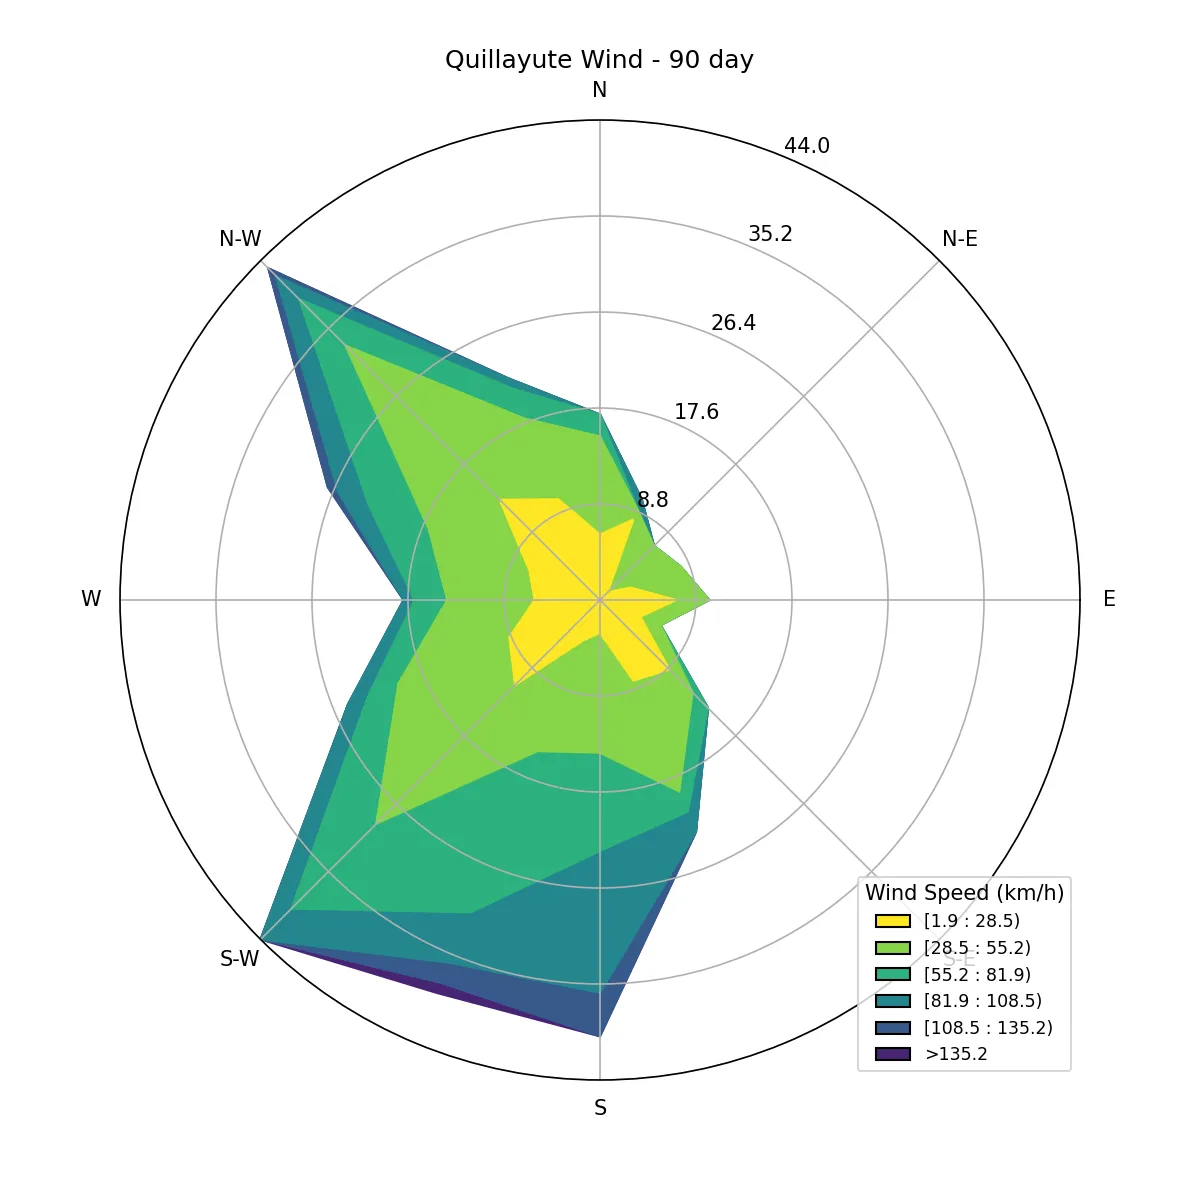 Quillayute Wind - 90 day
N
44.0
35.2
N-W
N-E
26.4
17.6
8.8
W
E
Wind Speed (km/h)
[1.9 : 28.5)
[28.5 : 55.2)
S-W
S-E
[55.2 : 81.9)
[81.9 : 108.5)
[108.5 : 135.2)
>135.2
S